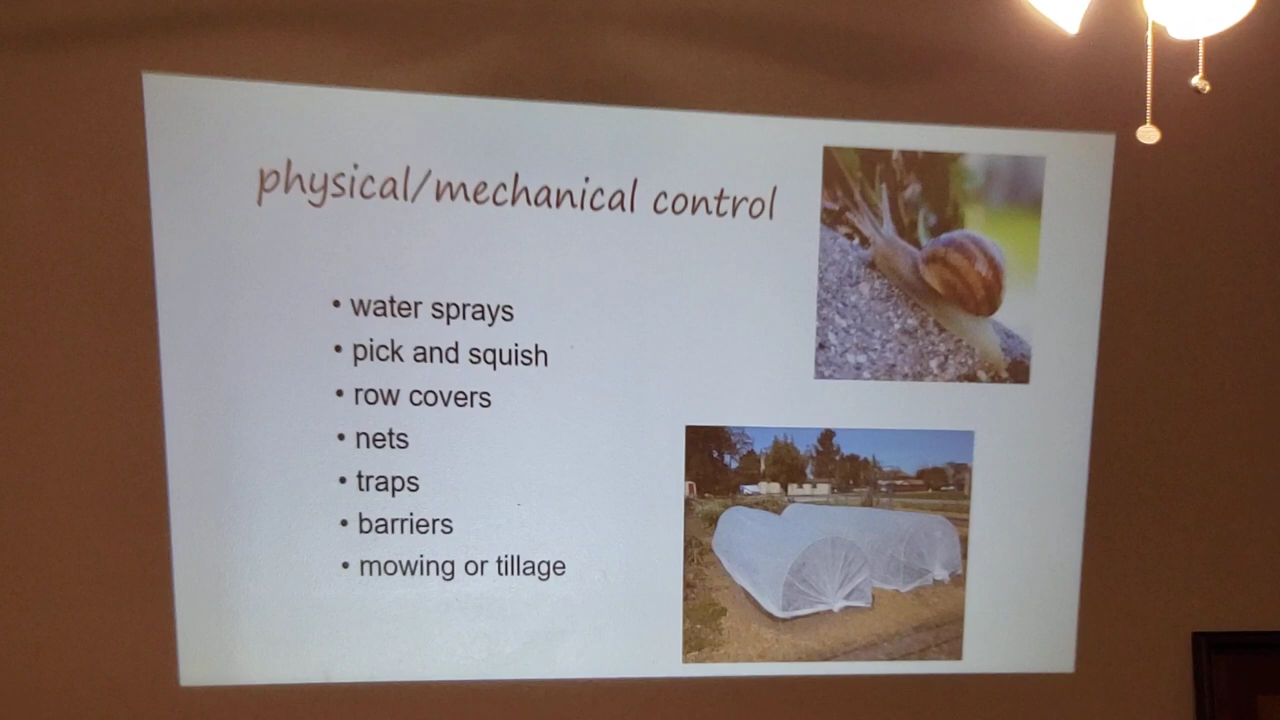 physical/mechanical control
• water sprays
• pick and squish
• row covers
• nets
• traps
• barriers
• mowing or tillage